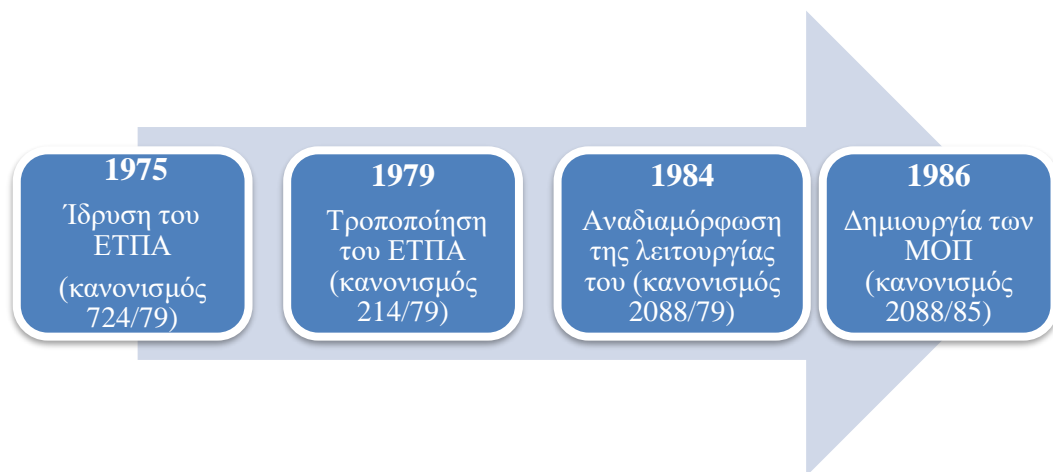 1975
Ίδρυση του
ΕΤΠΑ
(κανονισμός
724/79)
1979
Τροποποίηση
του ΕΤΠΑ
(κανονισμός
214/79)
1984
Αναδιαμόρφωση
της λειτουργίας
του (κανονισμός
2088/79)
1986
Δημιουργία των
ΜΟΠ
(κανονισμός
2088/85)